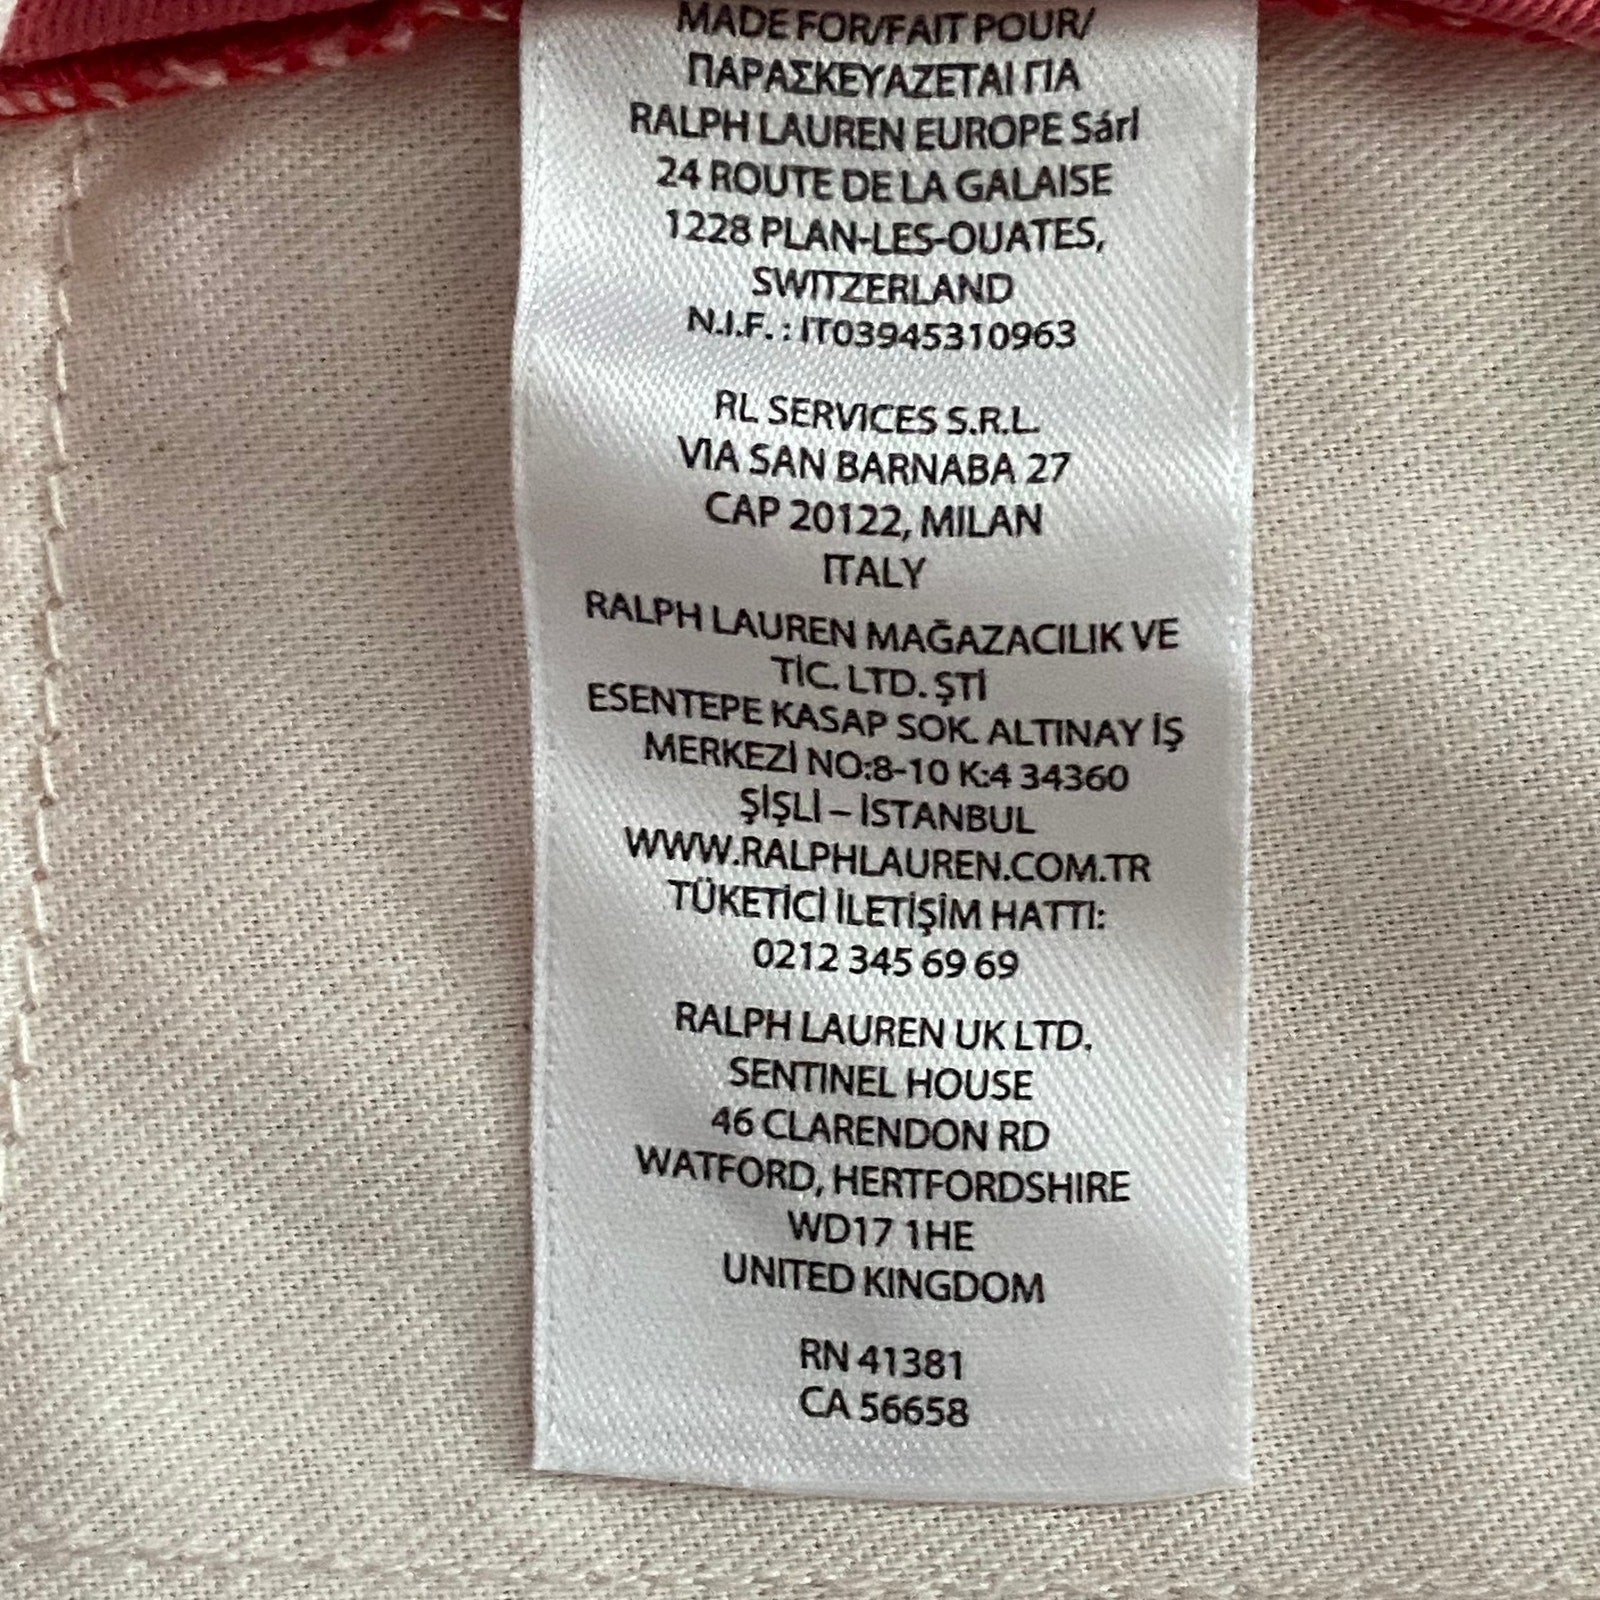 MADE FOR/FAIT POUR/
ΠΑΡΑΣΚΕΥΑΖΕΤΑΙ ΓΙΑ
RALPH LAUREN EUROPE Sárl
24 ROUTE DE LA GALAISE
1228 PLAN-LES-OUATES,
SWITZERLAND
N.I.F. : IT03945310963
RL SERVICES S.R.L.
VIA SAN BARNABA 27
CAP 20122, MILAN
ITALY
RALPH LAUREN MAĞAZACILIK VE
TİC. LTD. ŞTİ
ESENTEPE KASAP SOK. ALTINAY İŞ
MERKEZİ NO:8-10 K:4 34360
ŞİŞLİ – İSTANBUL
WWW.RALPHLAUREN.COM.TR
TÜKETİCİ İLETİŞİM HATTI:
0212 345 69 69
RALPH LAUREN UK LTD.
SENTINEL HOUSE
46 CLARENDON RD
WATFORD, HERTFORDSHIRE
WD17 1HE
UNITED KINGDOM
RN 41381
CA 56658